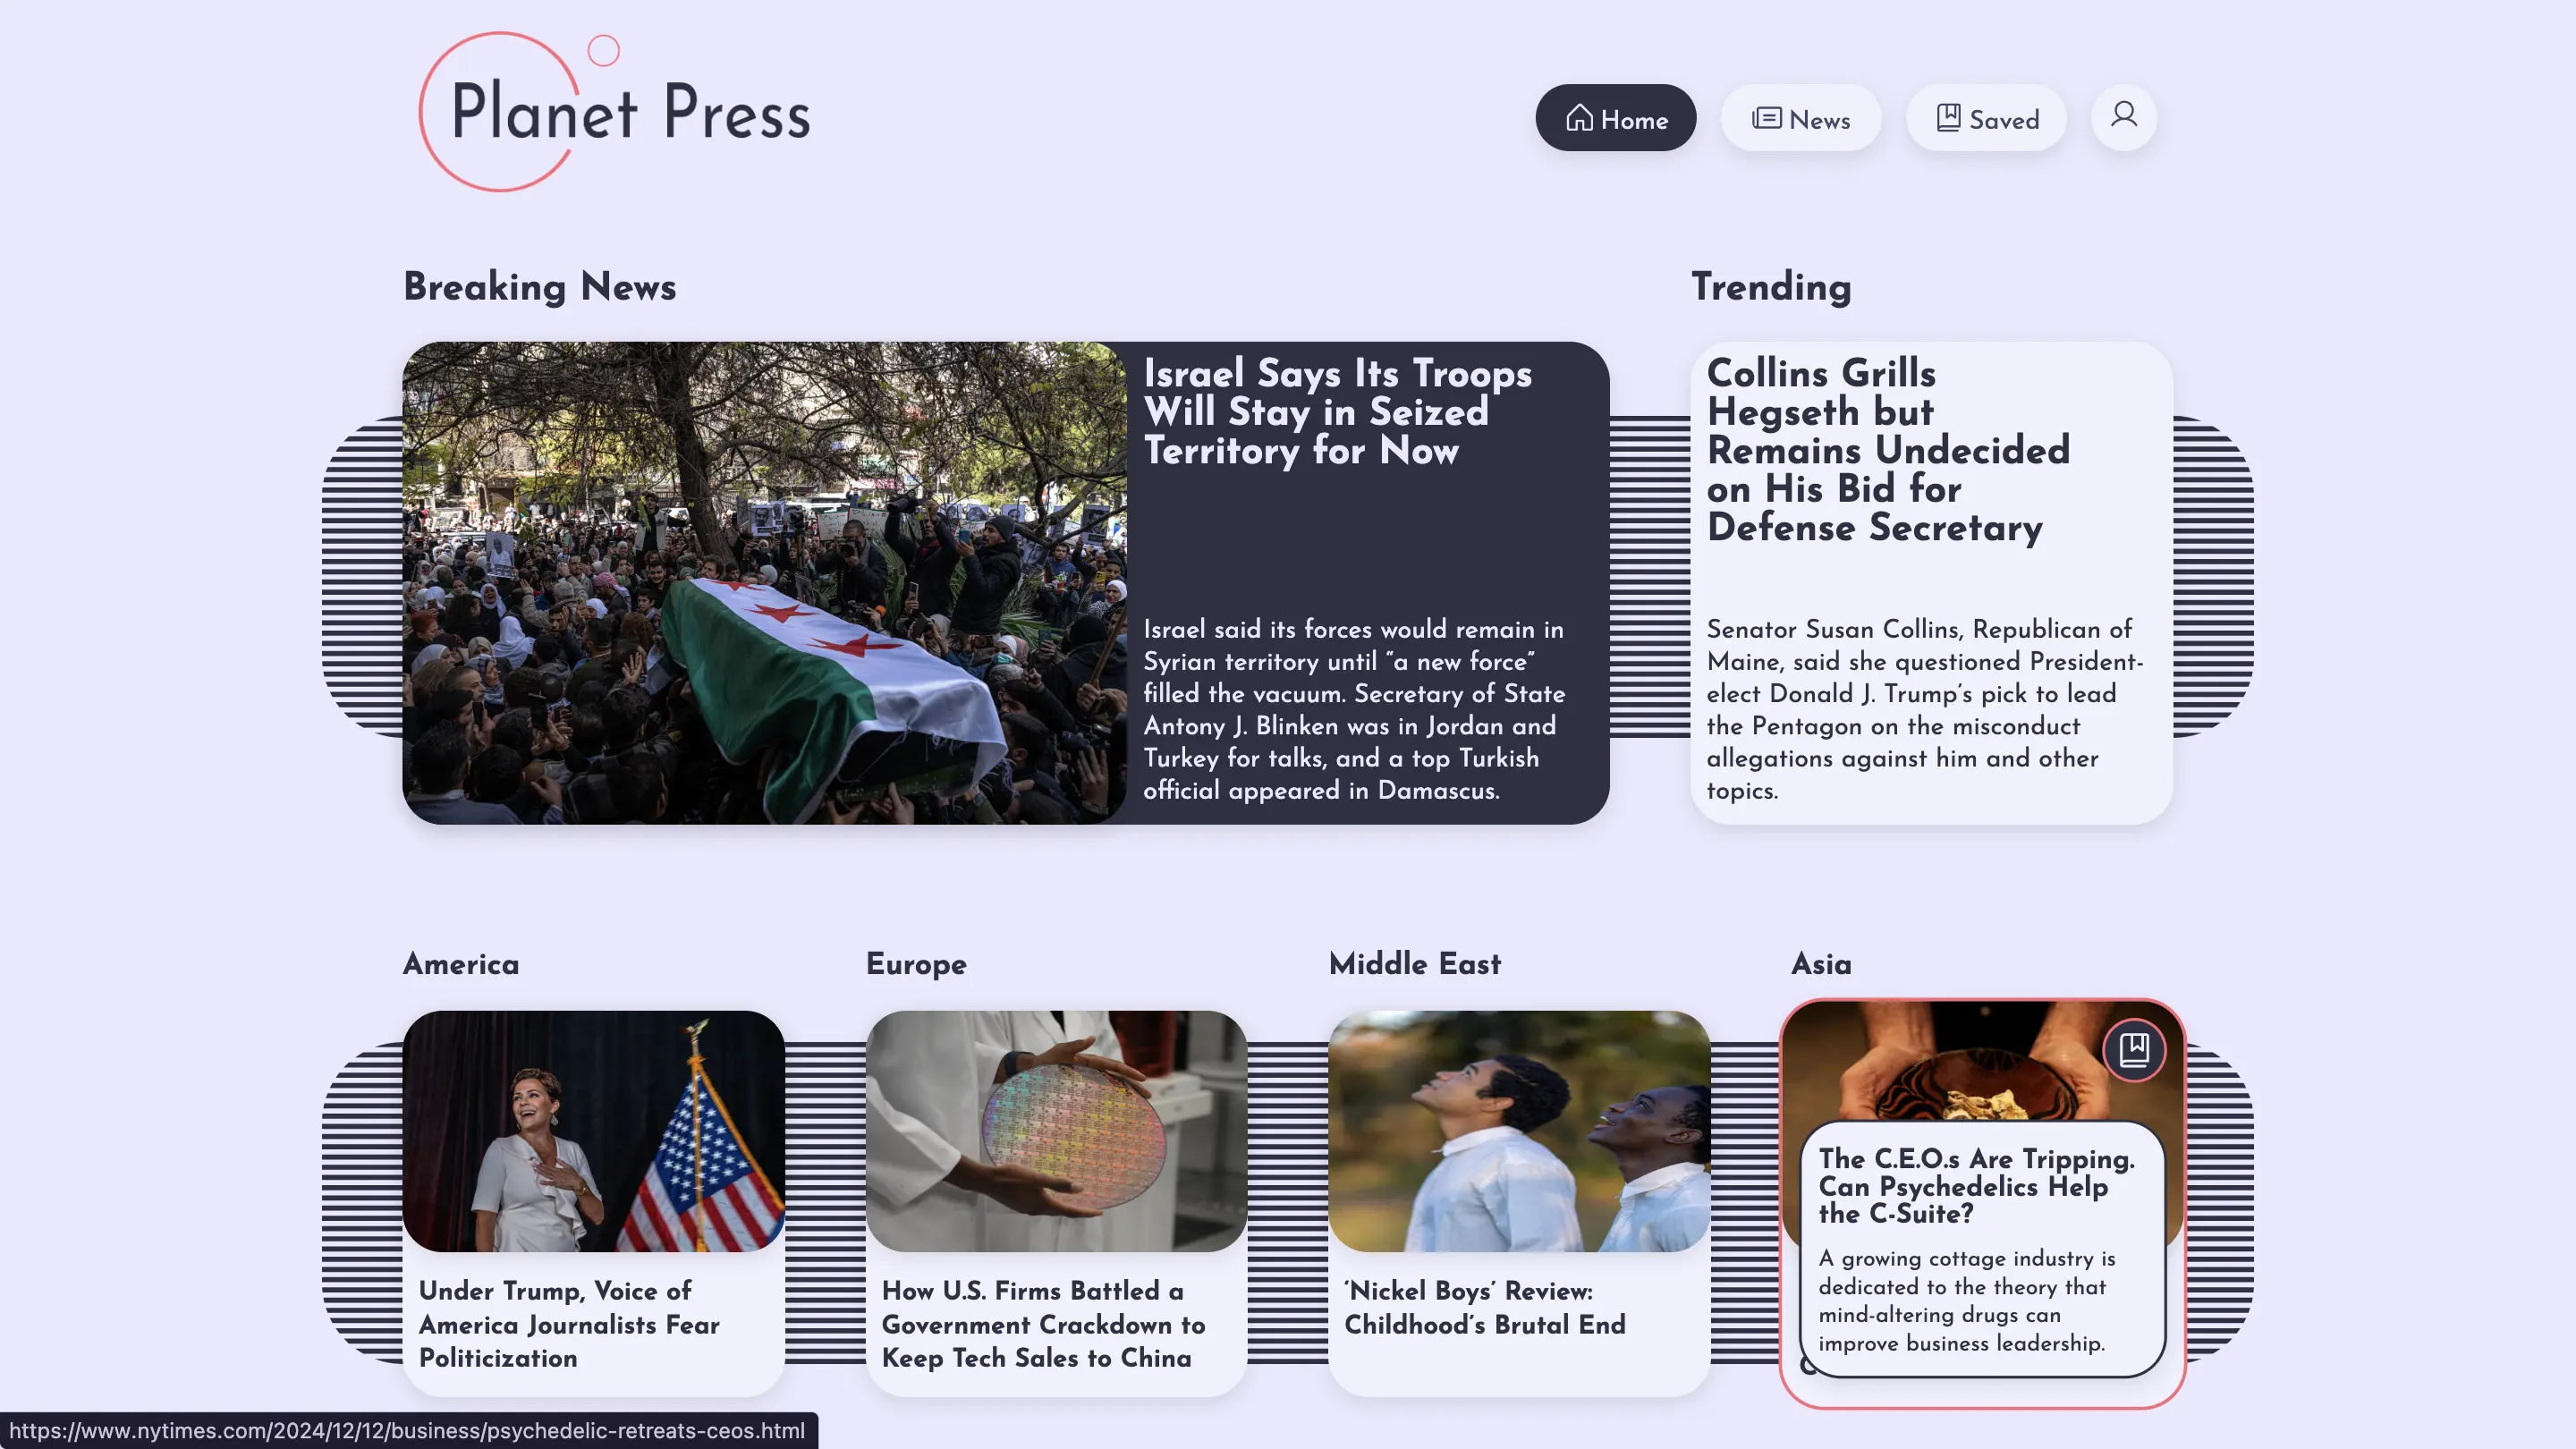 Planet Press
Home
News
Saved
Breaking News
Trending
Israel Says Its Troops
Will Stay in Seized
Territory for Now
Israel said its forces would remain in
Syrian territory until “a new force”
filled the vacuum. Secretary of State
Antony J. Blinken was in Jordan and
Turkey for talks, and a top Turkish
official appeared in Damascus.
Collins Grills
Hegseth but
Remains Undecided
on His Bid for
Defense Secretary
Senator Susan Collins, Republican of
Maine, said she questioned President-
elect Donald J. Trump’s pick to lead
the Pentagon on the misconduct
allegations against him and other
topics.
America
Europe
Middle East
Asia
Under Trump, Voice of
America Journalists Fear
Politicization
How U.S. Firms Battled a
Government Crackdown to
Keep Tech Sales to China
‘Nickel Boys’ Review:
Childhood’s Brutal End
The C.E.O.s Are Tripping.
Can Psychedelics Help
the C-Suite?
A growing cottage industry is
dedicated to the theory that
mind-altering drugs can
improve business leadership.
https://www.nytimes.com/2024/12/12/business/psychedelic-retreats-ceos.html